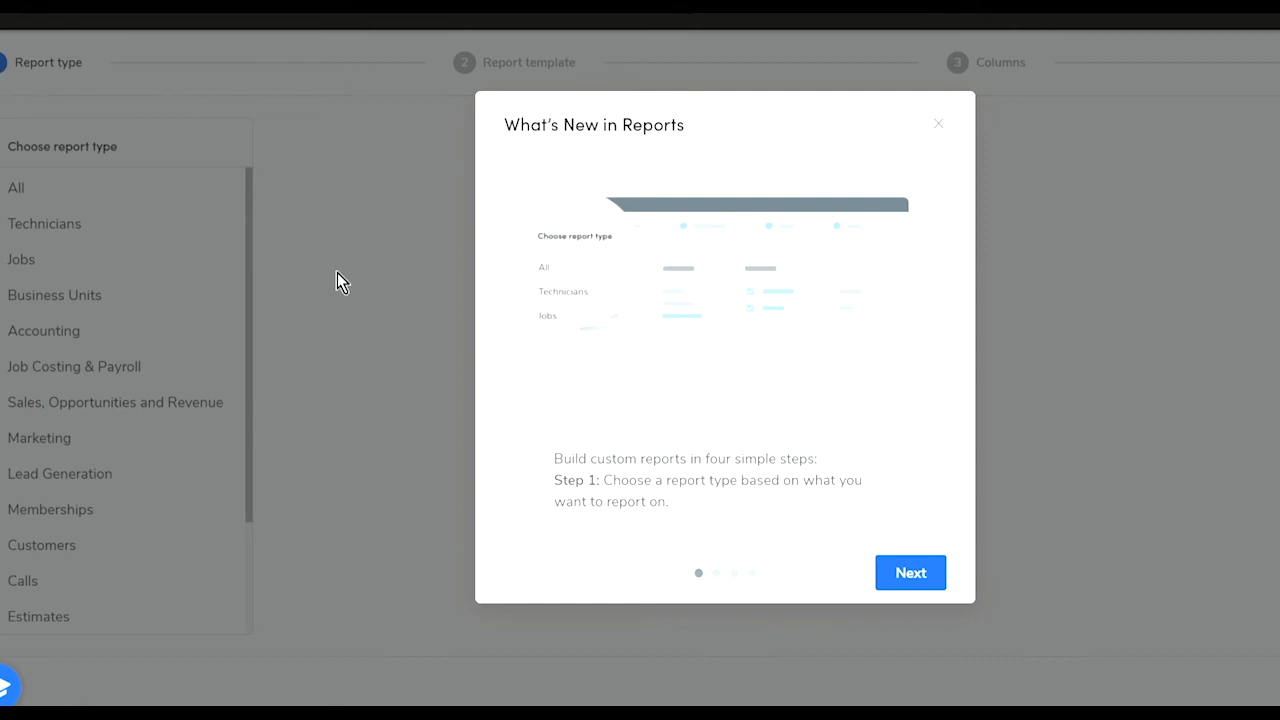 Report type
2 Report template
3 Columns
Choose report type
All
Technicians
Jobs
Business Units
Accounting
Job Costing & Payroll
Sales, Opportunities and Revenue
Marketing
Lead Generation
Memberships
Customers
Calls
Estimates
What's New in Reports
Choose report type
All
Technicians
Jobs
Build custom reports in four simple steps:
Step 1: Choose a report type based on what you
want to report on.
Next